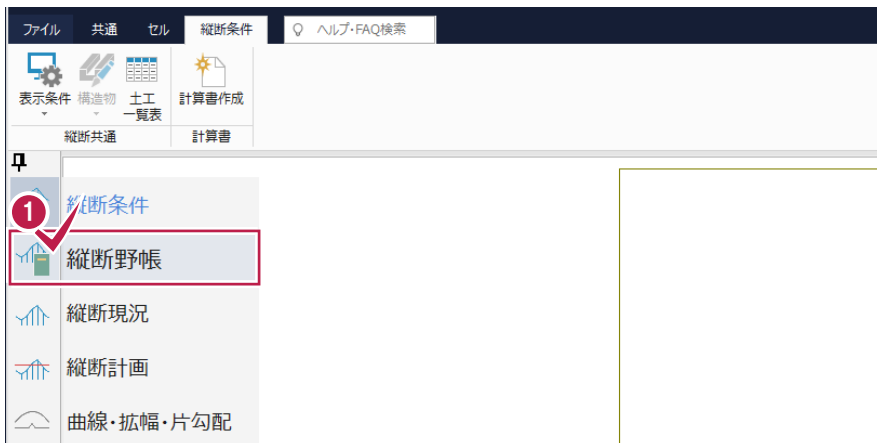 ファイル 共通 セル 縦断条件 ヘルプ・FAQ検索
表示条件 構造物 土工一覧表 計算書作成
縦断共通 計算書
1
縦断条件
縦断野帳
縦断現況
縦断計画
曲線・拡幅・片勾配